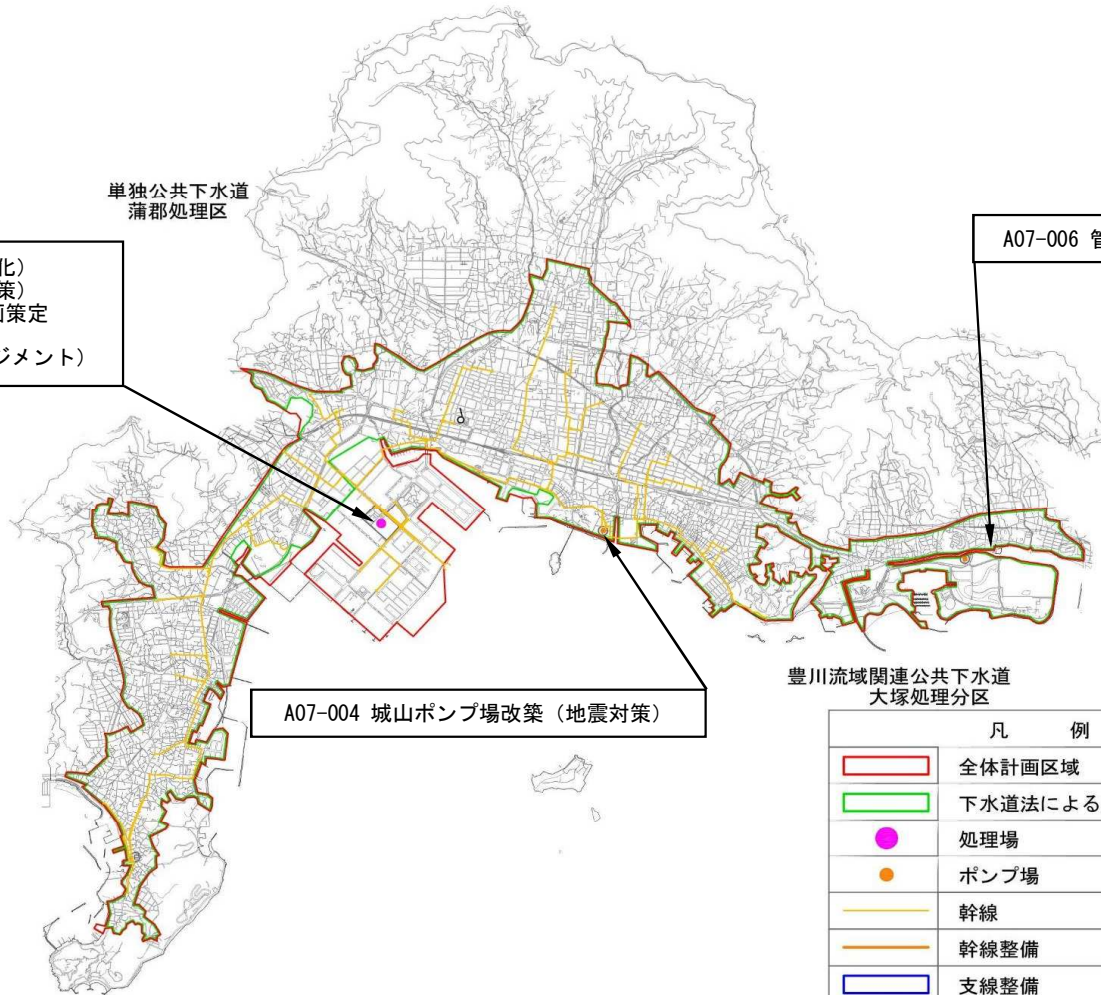 単独公共下水道
蒲郡処理区
化）
策）
画策定
ジメント）
A07-006 管
A07-004 城山ポンプ場改築（地震対策）
豊川流域関連公共下水道
大塚処理分区
凡 例
全体計画区域
下水道法による
処理場
ポンプ場
幹線
幹線整備
支線整備